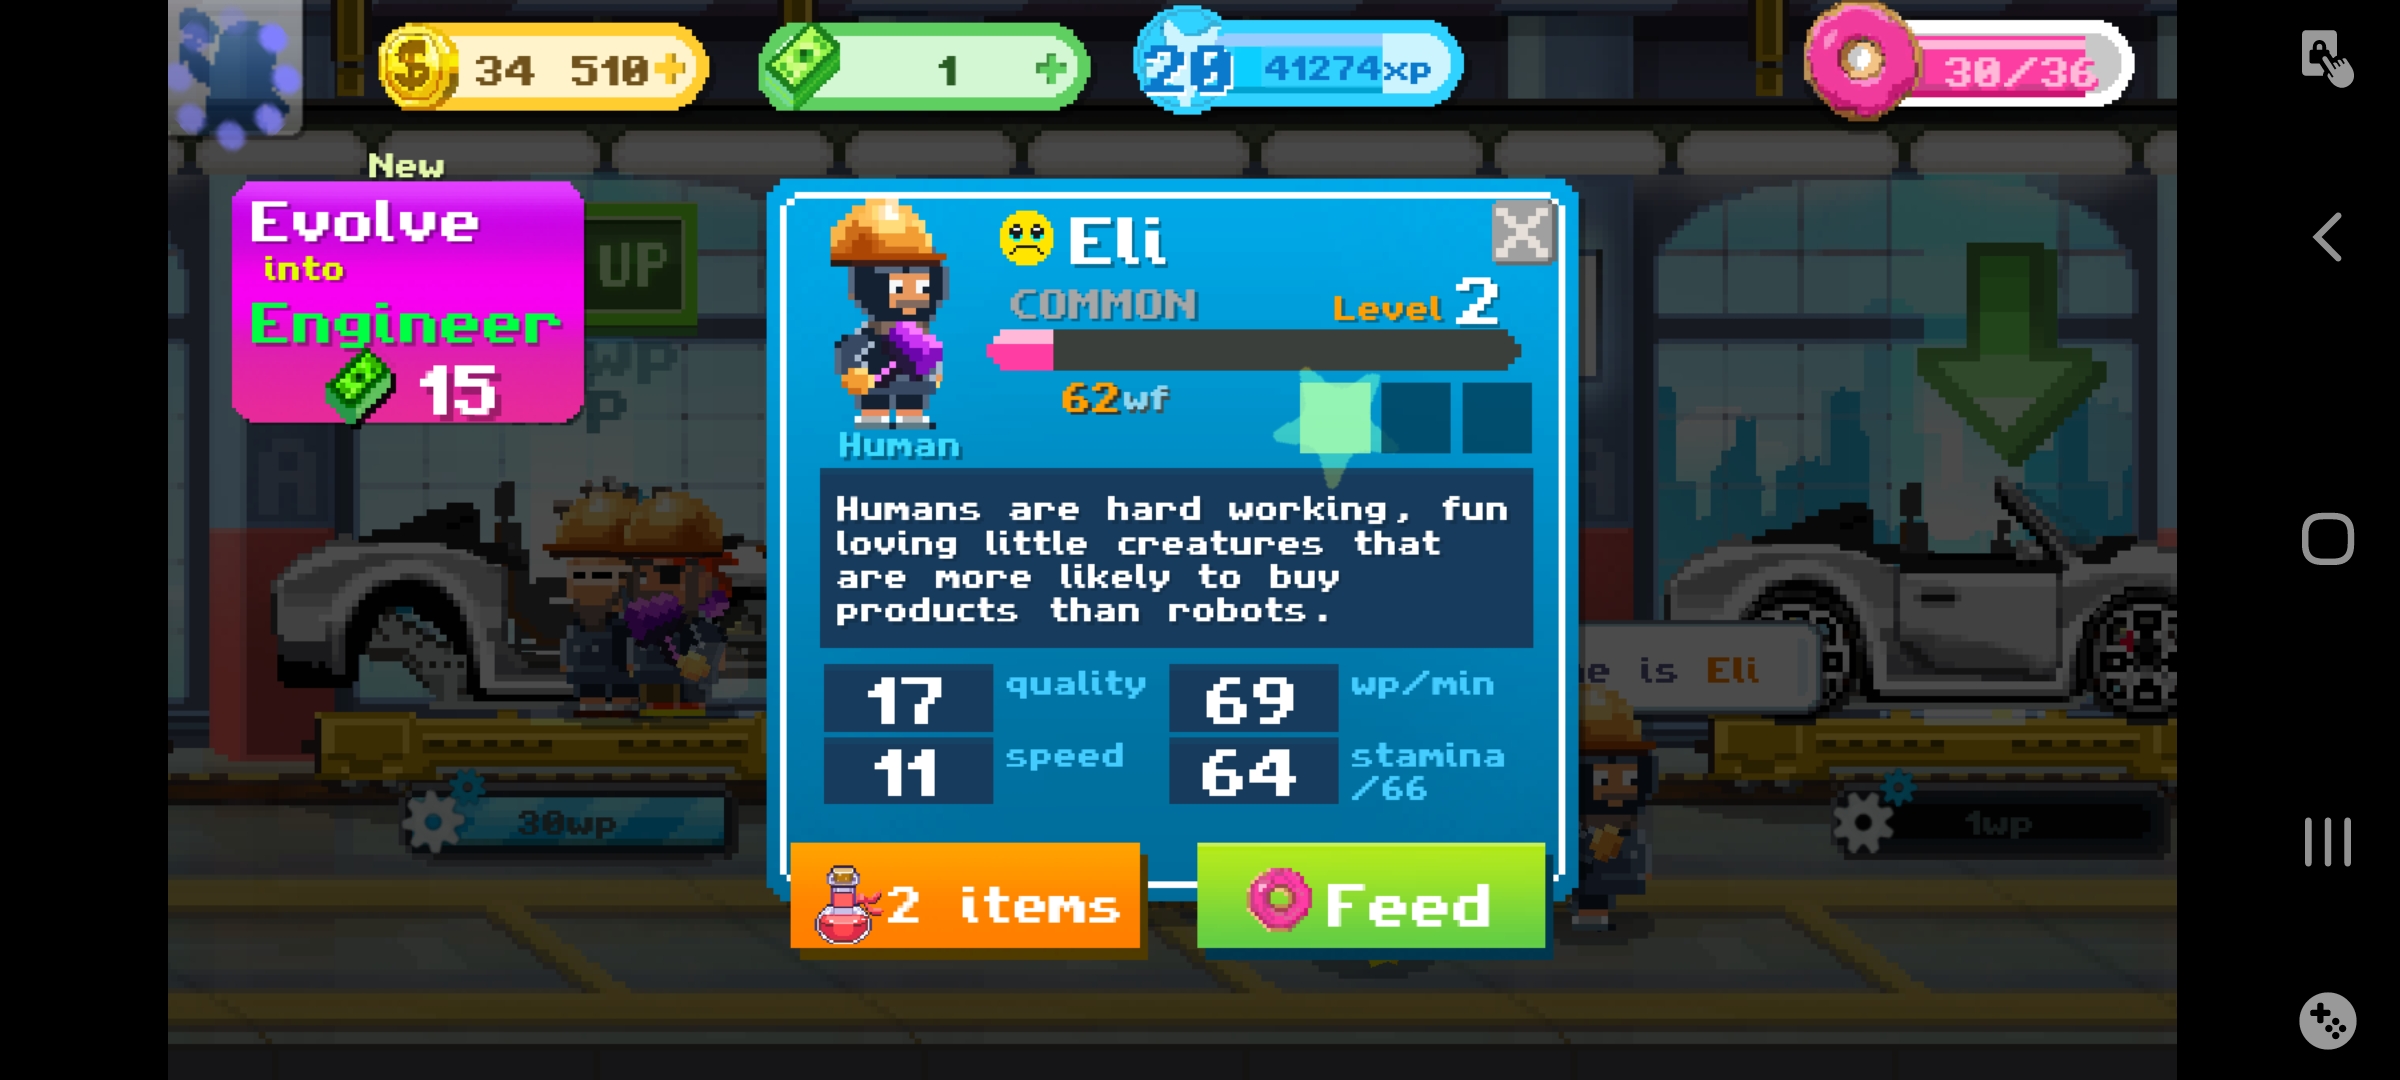 34 510
1
20 41274xp
30/36
New
Evolve
into
Engineer
15
UP
wp
p
A
Eli
COMMON
Level 2
62wf
Human
Humans are hard working, fun
loving little creatures that
are more likely to buy
products than robots.
17 quality
69 wp/min
11 speed
64 stamina
/66
e is Eli
30wp
1wp
2 items
Feed